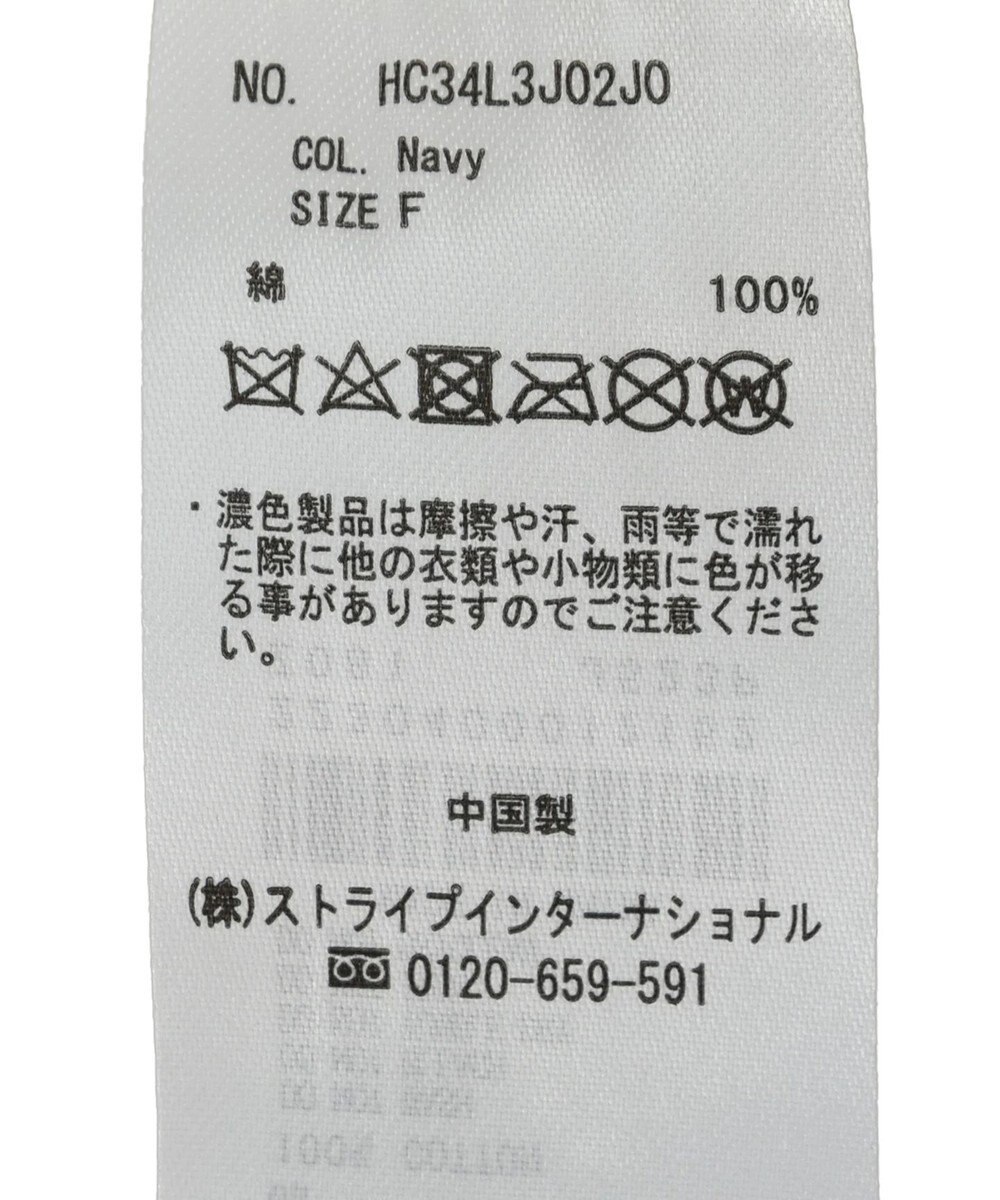 NO. HC34L3J02J0
COL. Navy
SIZE F
綿 100%
・濃色製品は摩擦や汗、雨等で濡れ
た際に他の衣類や小物類に色が移
る事がありますのでご注意くださ
い。
中国製
(株)ストライプインターナショナル
0120-659-591
100% COTTON